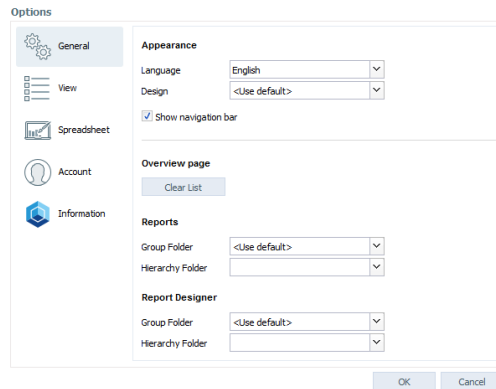 Options
General
View
Spreadsheet
Account
Information
Appearance
Language English
Design <Use default>
Show navigation bar
Overview page
Clear List
Reports
Group Folder <Use default>
Hierarchy Folder
Report Designer
Group Folder <Use default>
Hierarchy Folder
OK Cancel